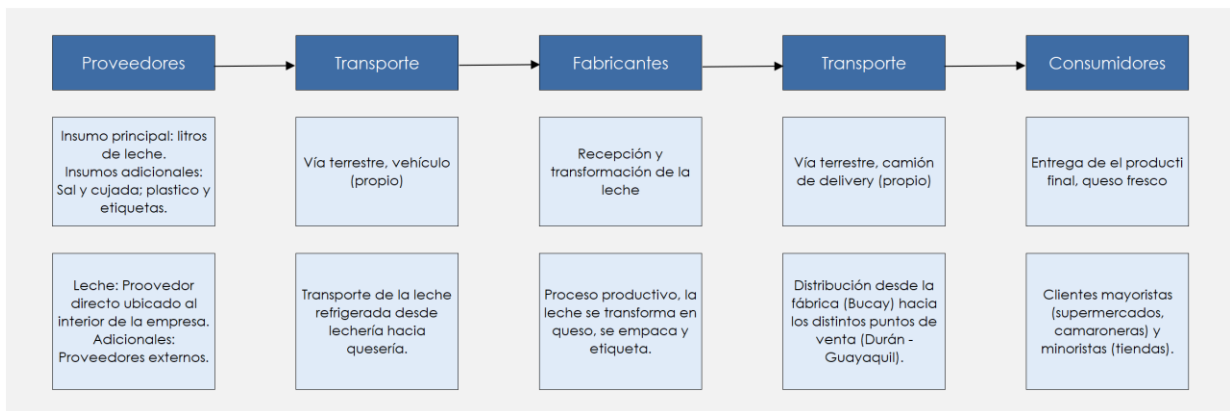 Proveedores
Transporte
Fabricantes
Transporte
Consumidores
Insumo principal: litros
de leche.
Insumos adicionales:
Sal y cujada; plastico y
etiquetas.
Vía terrestre, vehículo
(propio)
Recepción y
transformación de la
leche
Vía terrestre, camión
de delivery (propio)
Entrega de el producti
final, queso fresco
Leche: Proovedor
directo ubicado al
interior de la empresa.
Adicionales:
Proveedores externos.
Transporte de la leche
refrigerada desde
lechería hacia
quesería.
Proceso productivo, la
leche se transforma en
queso, se empaca y
etiqueta.
Distribución desde la
fábrica (Bucay) hacia
los distintos puntos de
venta (Durán -
Guayaquil).
Clientes mayoristas
(supermercados,
camaroneras) y
minoristas (tiendas).